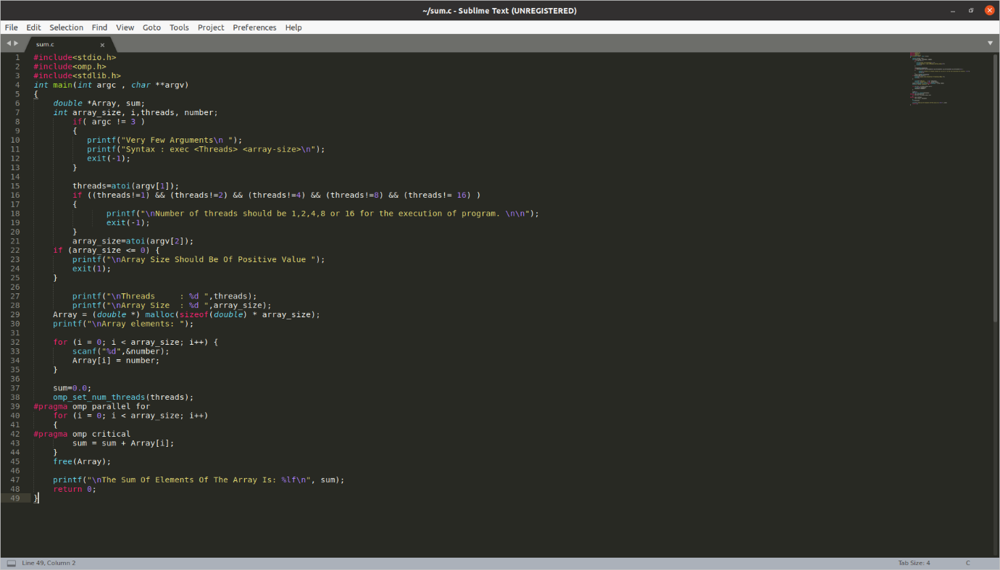 ~/sum.c - Sublime Text (UNREGISTERED)
File Edit Selection Find View Goto Tools Project Preferences Help
sum.c
1 #include<stdio.h>
2 #include<omp.h>
3 #include<stdlib.h>
4 int main(int argc , char **argv)
5 {
6     double *Array, sum;
7     int array_size, i,threads, number;
8         if( argc != 3 )
9         {
10            printf("Very Few Arguments\n ");
11            printf("Syntax : exec <Threads> <array-size>\n");
12            exit(-1);
13         }
14
15         threads=atoi(argv[1]);
16         if ((threads!=1) && (threads!=2) && (threads!=4) && (threads!=8) && (threads!= 16) )
17         {
18                printf("\nNumber of threads should be 1,2,4,8 or 16 for the execution of program. \n\n");
19                exit(-1);
20         }
21         array_size=atoi(argv[2]);
22     if (array_size <= 0) {
23         printf("\nArray Size Should Be Of Positive Value ");
24         exit(1);
25     }
26
27         printf("\nThreads     : %d ",threads);
28         printf("\nArray Size  : %d ",array_size);
29     Array = (double *) malloc(sizeof(double) * array_size);
30     printf("\nArray elements: ");
31
32     for (i = 0; i < array_size; i++) {
33         scanf("%d",&number);
34         Array[i] = number;
35     }
36
37     sum=0.0;
38     omp_set_num_threads(threads);
39 #pragma omp parallel for
40     for (i = 0; i < array_size; i++)
41     {
42 #pragma omp critical
43         sum = sum + Array[i];
44     }
45     free(Array);
46
47     printf("\nThe Sum Of Elements Of The Array Is: %lf\n", sum);
48     return 0;
49 }
Line 49, Column 2 Tab Size: 4 C